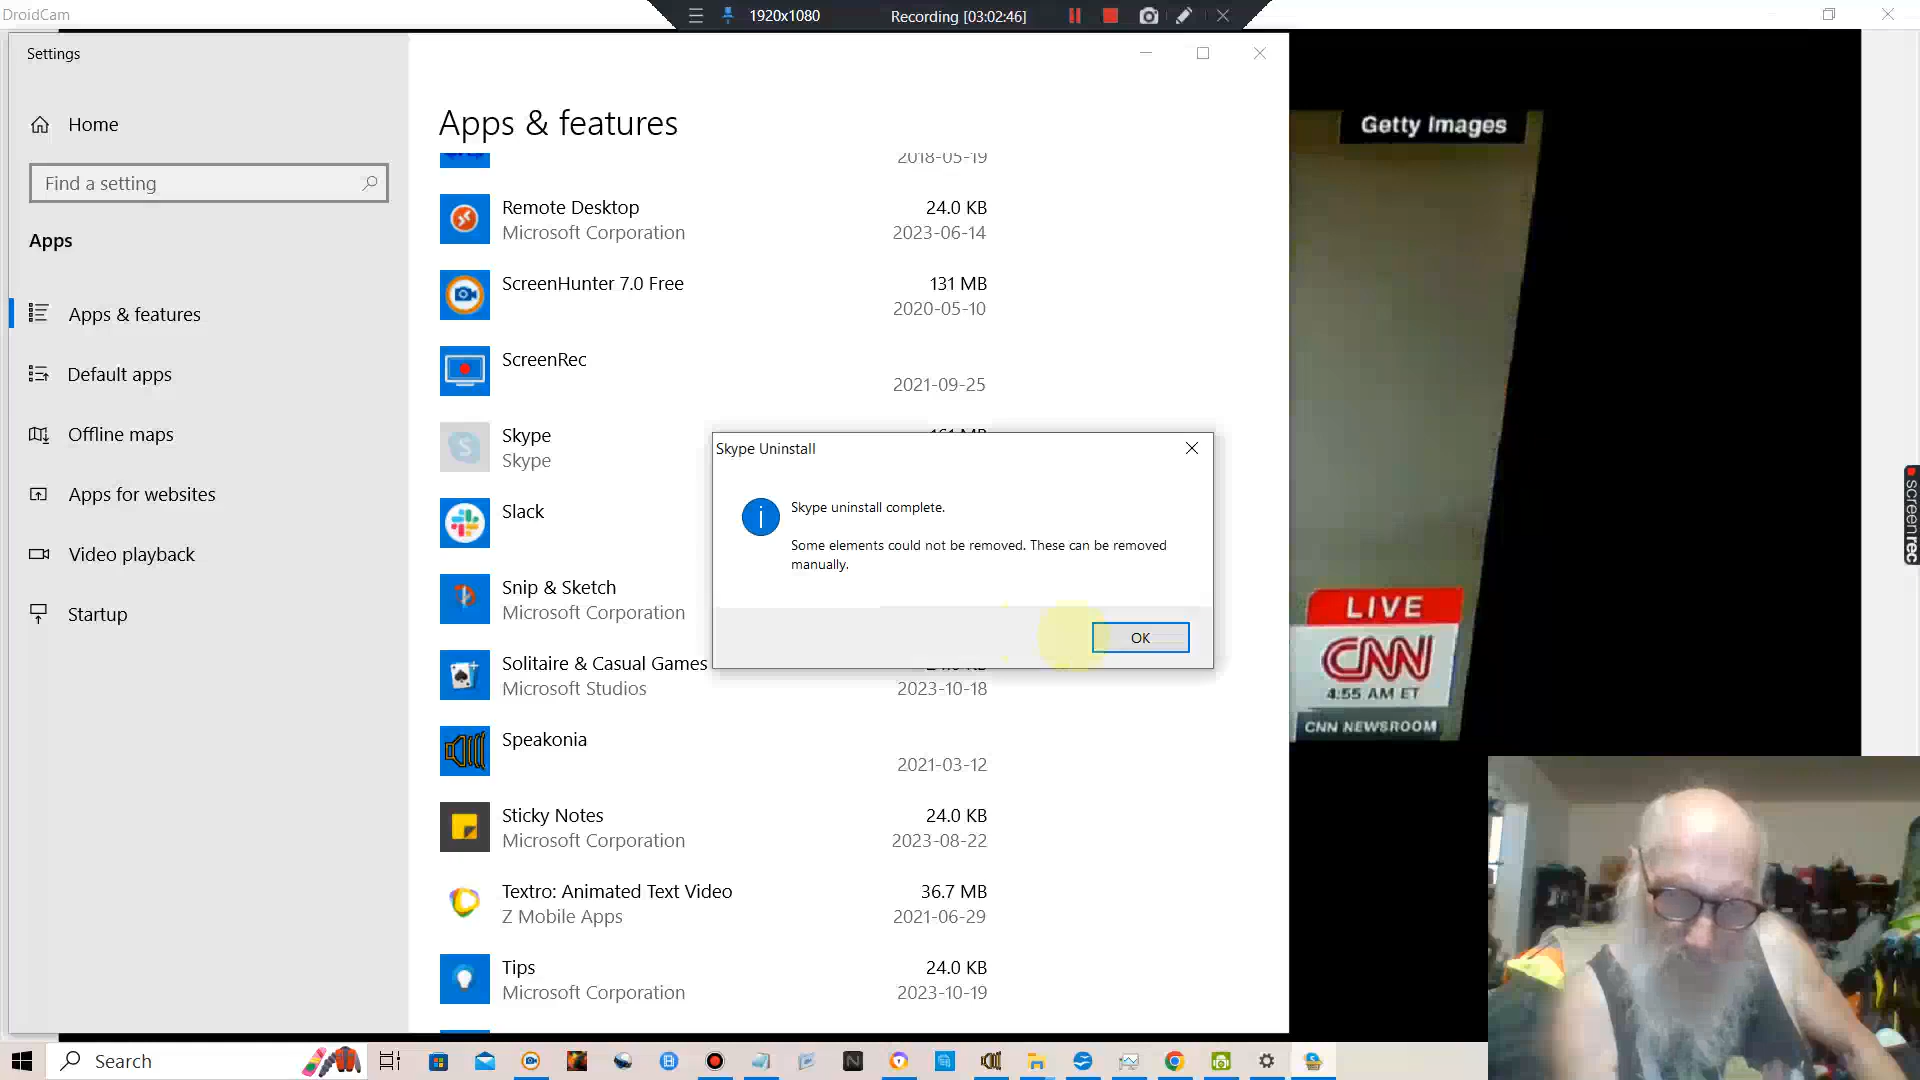 DroidCam
1920x1080
Recording [03:02:46]
Settings
Home
Find a setting
Apps
Apps & features
Default apps
Offline maps
Apps for websites
Video playback
Startup
Apps & features
2018-05-19
Remote Desktop
24.0 KB
Microsoft Corporation
2023-06-14
ScreenHunter 7.0 Free
131 MB
2020-05-10
ScreenRec
2021-09-25
Skype
Skype
Slack
Snip & Sketch
Microsoft Corporation
Solitaire & Casual Games
Microsoft Studios
2023-10-18
Speakonia
2021-03-12
Sticky Notes
24.0 KB
Microsoft Corporation
2023-08-22
Textro: Animated Text Video
36.7 MB
Z Mobile Apps
2021-06-29
Tips
24.0 KB
Microsoft Corporation
2023-10-19
Skype Uninstall
Skype uninstall complete.
Some elements could not be removed. These can be removed
manually.
OK
Getty Images
LIVE
CNN
4:55 AM ET
CNN NEWSROOM
screenrec
Search